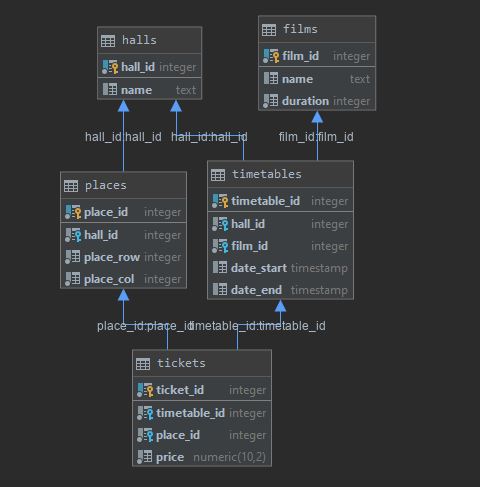 halls
hall_id integer
name text
films
film_id integer
name text
duration integer
hall_id:hall_id
hall_id:hall_id
film_id:film_id
places
place_id integer
hall_id integer
place_row integer
place_col integer
timetables
timetable_id integer
hall_id integer
film_id integer
date_start timestamp
date_end timestamp
place_id:place_id
timetable_id:timetable_id
tickets
ticket_id integer
timetable_id integer
place_id integer
price numeric(10,2)